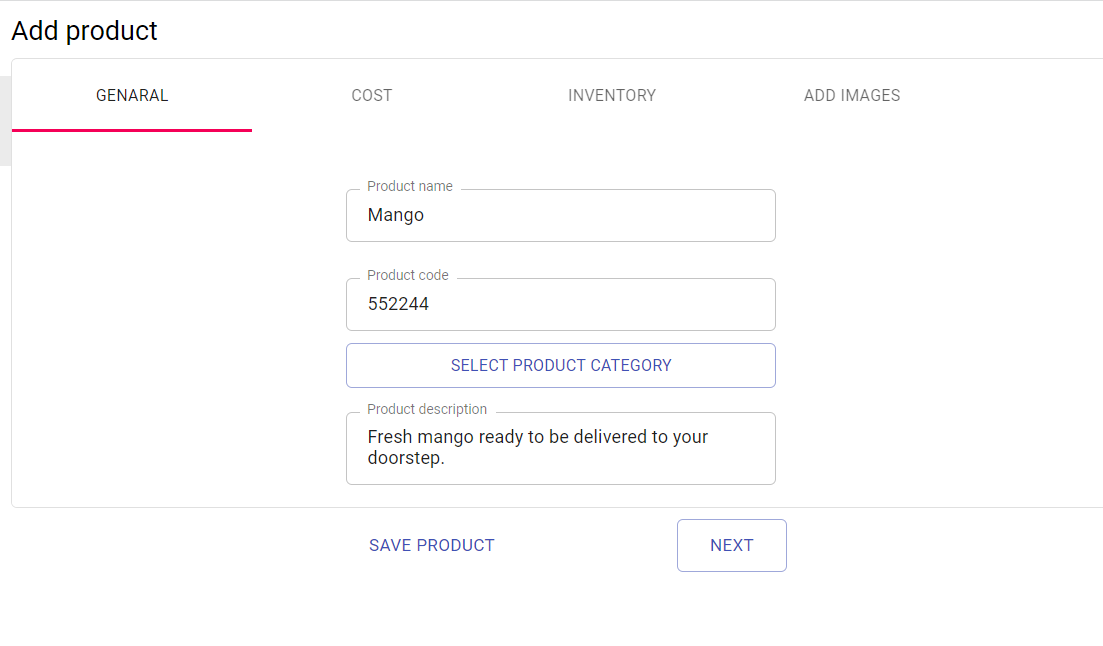 Add product
GENARAL
COST
INVENTORY
ADD IMAGES
Product name
Mango
Product code
552244
SELECT PRODUCT CATEGORY
Product description
Fresh mango ready to be delivered to your
doorstep.
SAVE PRODUCT
NEXT